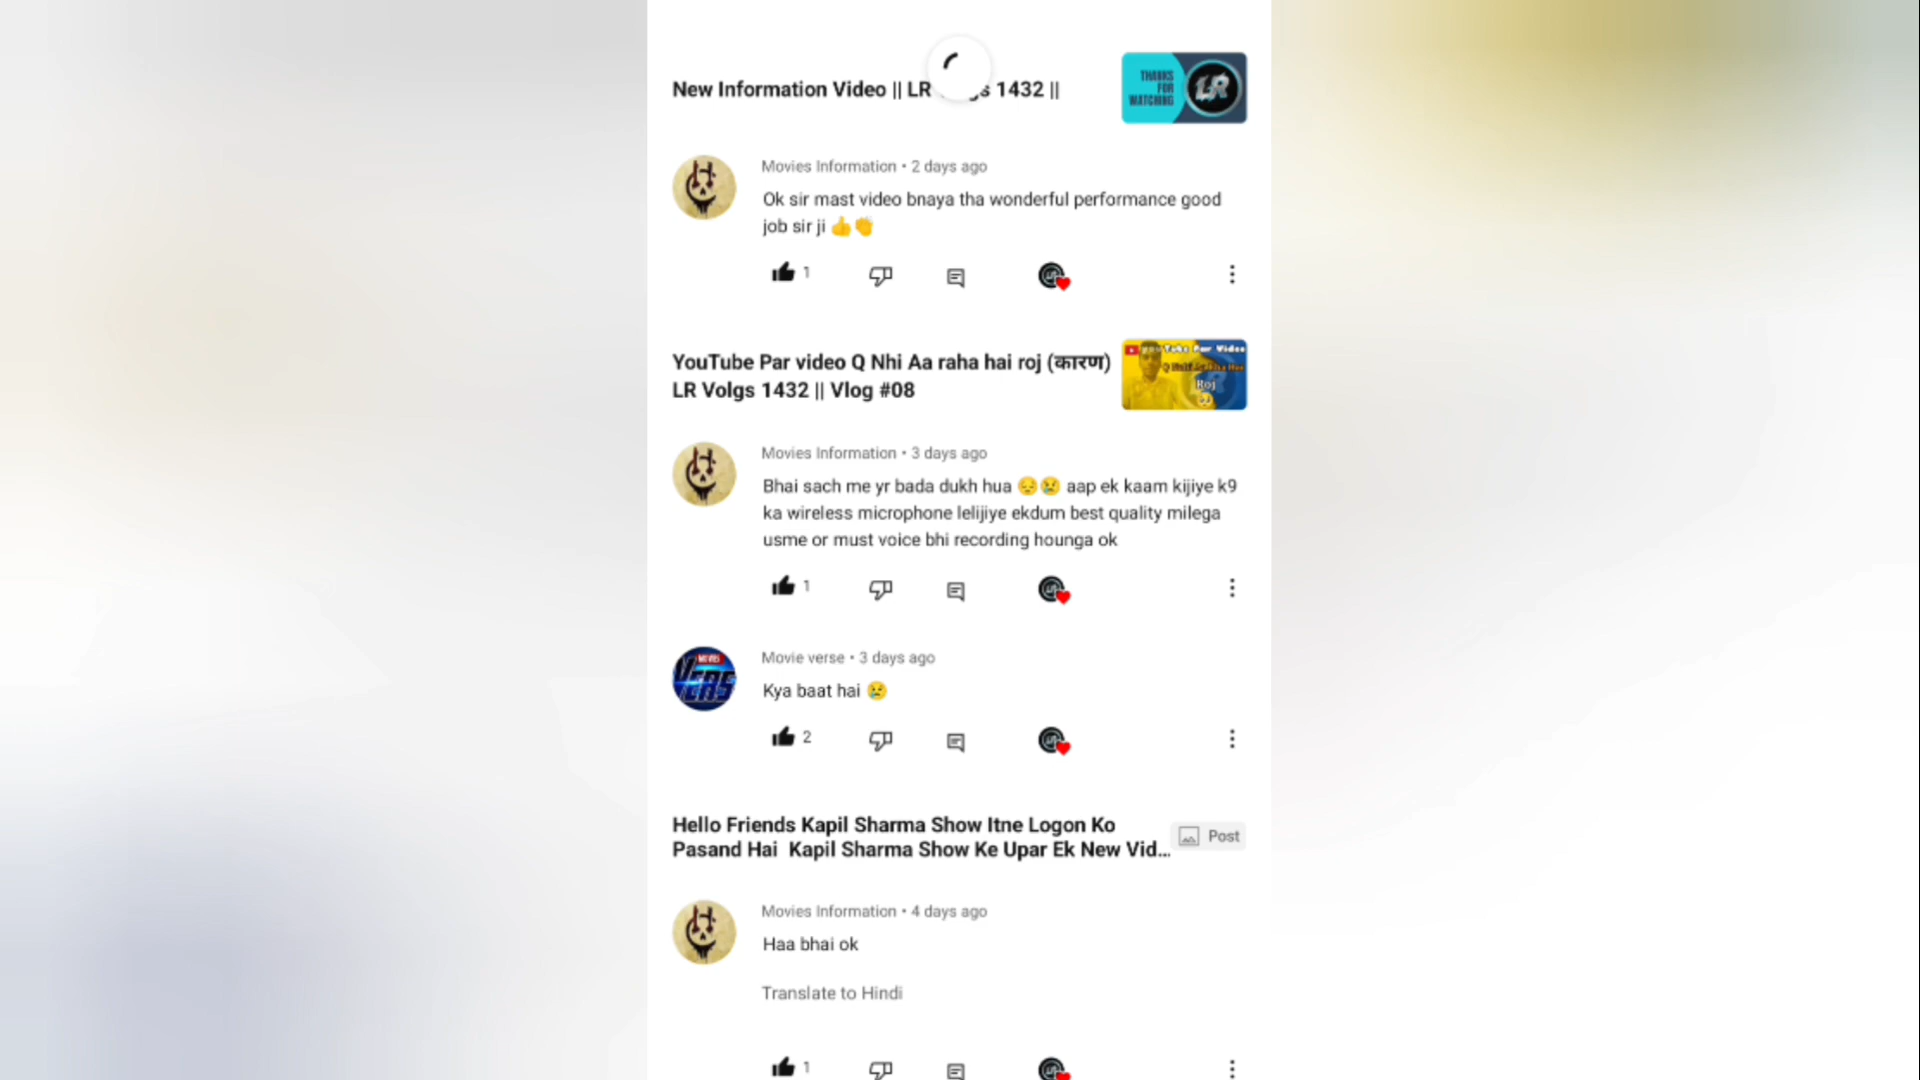 New Information Video || LR 1432 ||
THANKS
FOR
WATCHING
LR
Movies Information • 2 days ago
Ok sir mast video bnaya tha wonderful performance good
job sir ji 👍👏
1
YouTube Par video Q Nhi Aa raha hai roj (कारण)
LR Volgs 1432 || Vlog #08
You Tube Par Video
Roj
Movies Information • 3 days ago
Bhai sach me yr bada dukh hua 😔😢 aap ek kaam kijiye k9
ka wireless microphone lelijiye ekdum best quality milega
usme or must voice bhi recording hounga ok
1
Movie verse • 3 days ago
Kya baat hai 😢
2
Hello Friends Kapil Sharma Show Itne Logon Ko
Pasand Hai Kapil Sharma Show Ke Upar Ek New Vid...
Post
Movies Information • 4 days ago
Haa bhai ok
Translate to Hindi
1